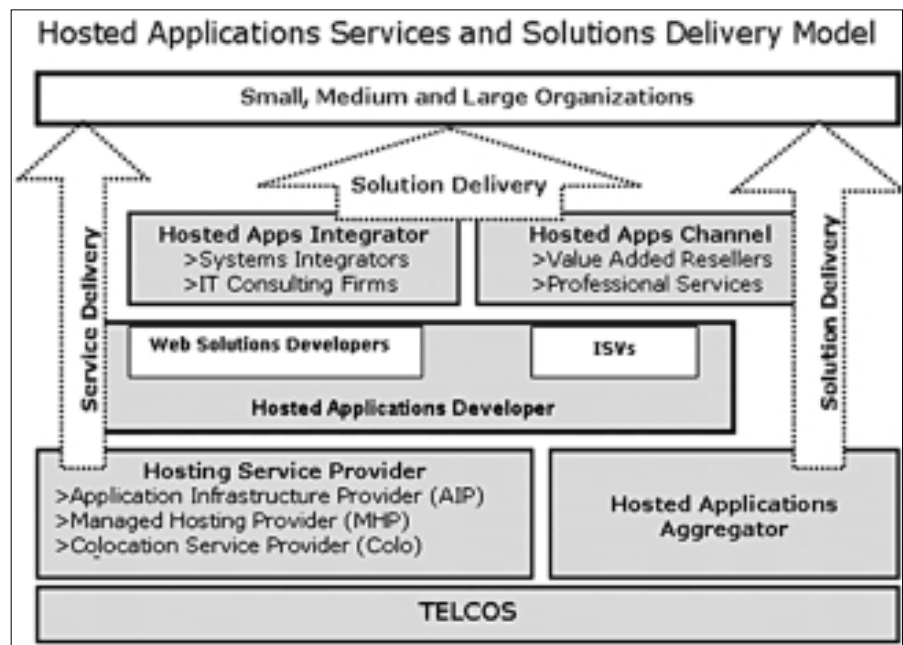 Hosted Applications Services and Solutions Delivery Model
Small, Medium and Large Organizations
Solution Delivery
Service Delivery
Solution Delivery
Hosted Apps Integrator
>Systems Integrators
>IT Consulting Firms
Hosted Apps Channel
>Value Added Resellers
>Professional Services
Web Solutions Developers
ISVs
Hosted Applications Developer
Hosting Service Provider
>Application Infrastructure Provider (AIP)
>Managed Hosting Provider (MHP)
>Colocation Service Provider (Colo)
Hosted Applications
Aggregator
TELCOS